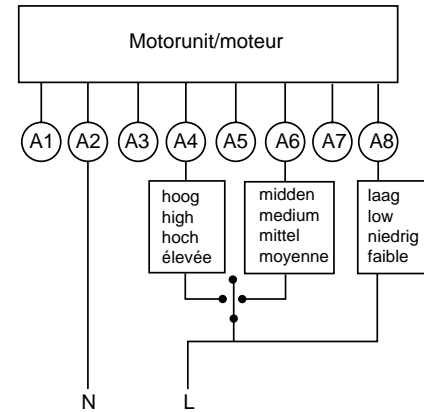 Motorunit/moteur
A1 A2 A3 A4 A5 A6 A7 A8
hoog
high
hoch
élevée
midden
medium
mittel
moyenne
laag
low
niedrig
faible
N L